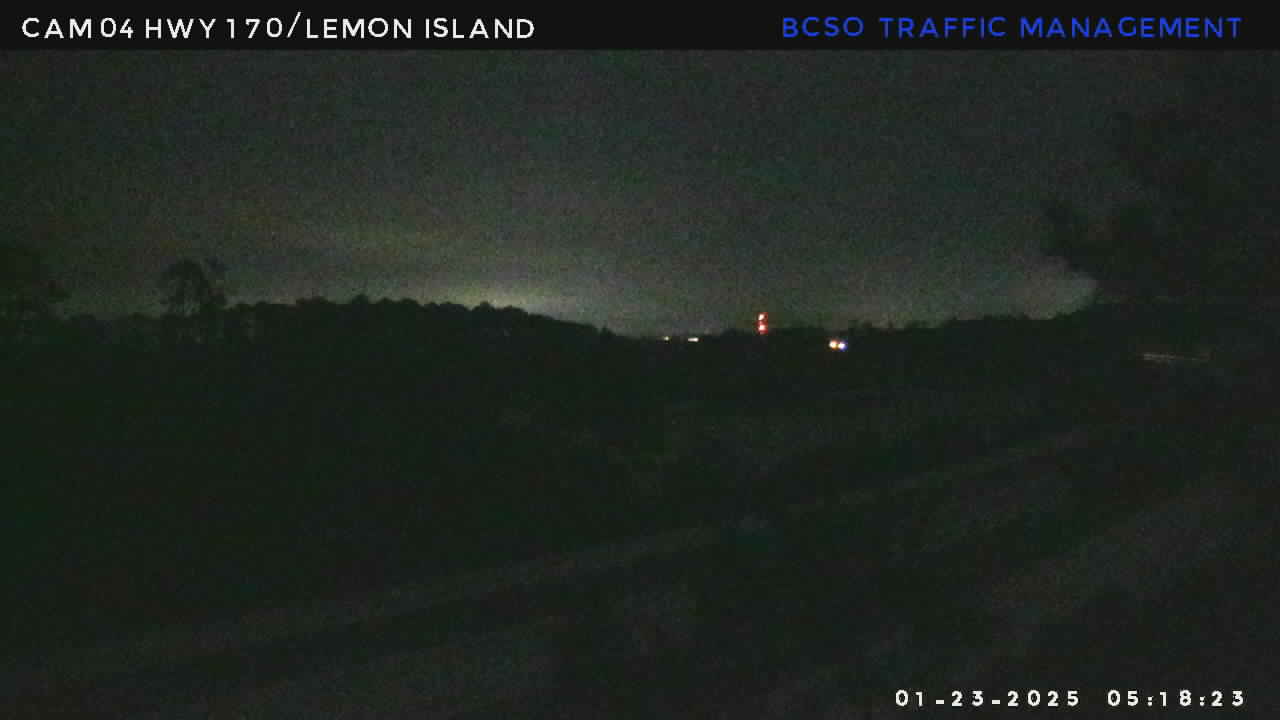 CAM04 HWY 170/LEMON ISLAND
BCSO TRAFFIC MANAGEMENT
01-23-2025 05:18:23